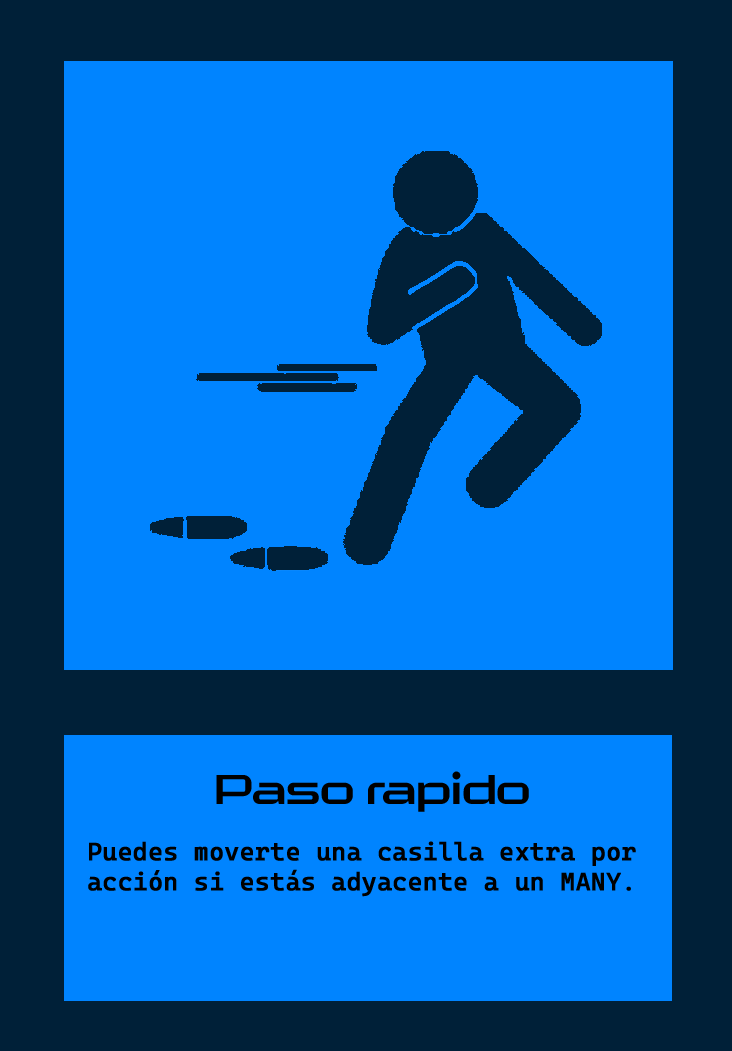 Paso rapido
Puedes moverte una casilla extra por
acción si estás adyacente a un MANY.